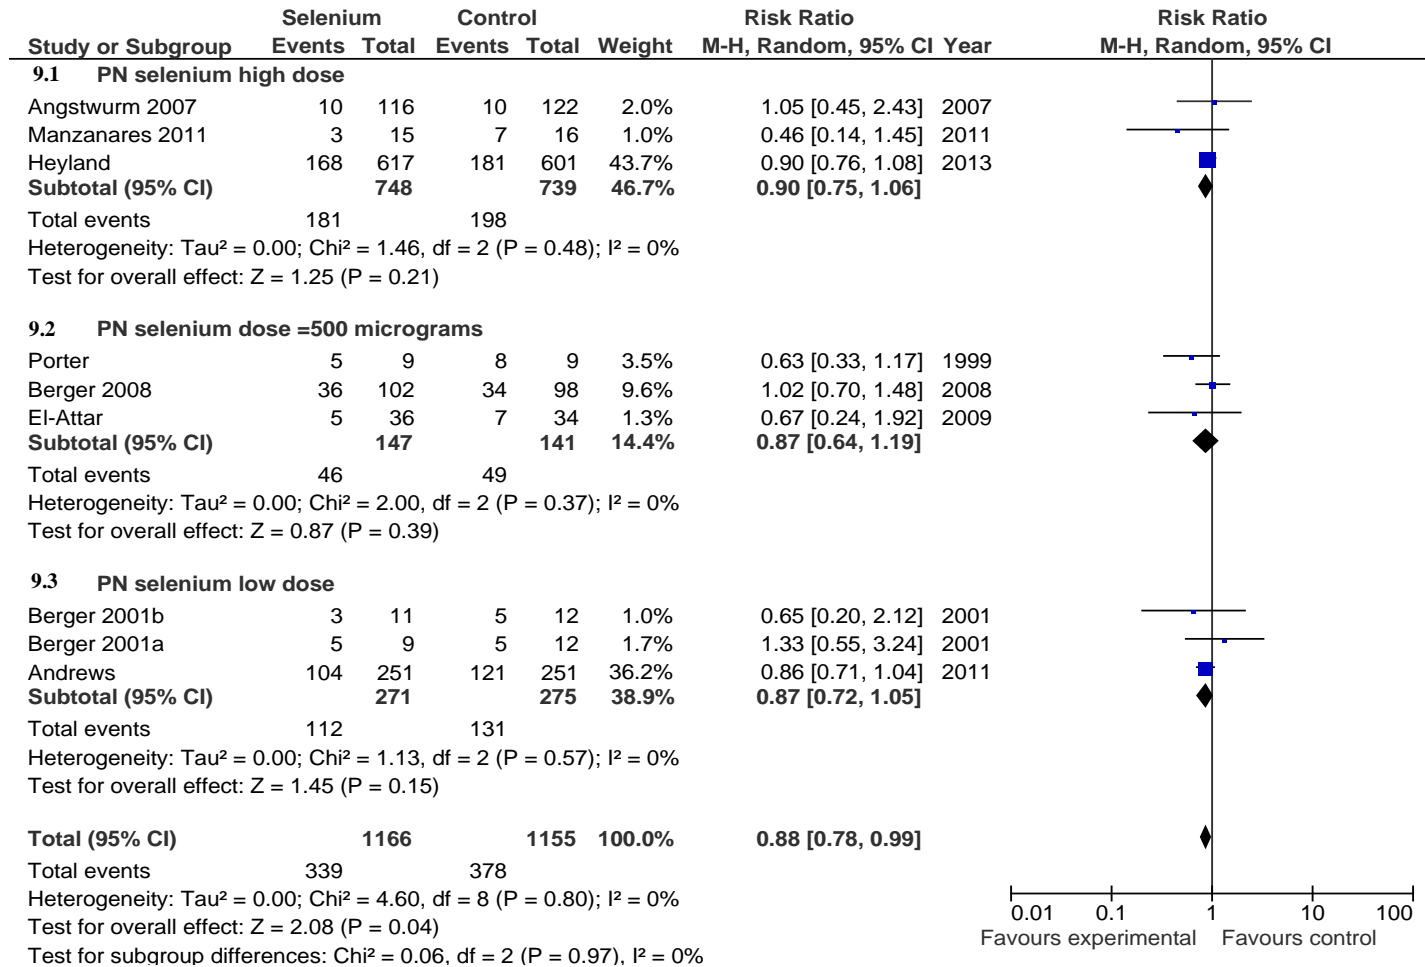 Selenium Control Risk Ratio Risk Ratio
Study or Subgroup Events Total Events Total Weight M-H, Random, 95% CI Year M-H, Random, 95% CI
9.1 PN selenium high dose
Angstwurm 2007 10 116 10 122 2.0% 1.05 [0.45, 2.43] 2007
Manzanares 2011 3 15 7 16 1.0% 0.46 [0.14, 1.45] 2011
Heyland 168 617 181 601 43.7% 0.90 [0.76, 1.08] 2013
Subtotal (95% CI) 748 739 46.7% 0.90 [0.75, 1.06]
Total events 181 198
Heterogeneity: Tau² = 0.00; Chi² = 1.46, df = 2 (P = 0.48); I² = 0%
Test for overall effect: Z = 1.25 (P = 0.21)
9.2 PN selenium dose =500 micrograms
Porter 5 9 8 9 3.5% 0.63 [0.33, 1.17] 1999
Berger 2008 36 102 34 98 9.6% 1.02 [0.70, 1.48] 2008
El-Attar 5 36 7 34 1.3% 0.67 [0.24, 1.92] 2009
Subtotal (95% CI) 147 141 14.4% 0.87 [0.64, 1.19]
Total events 46 49
Heterogeneity: Tau² = 0.00; Chi² = 2.00, df = 2 (P = 0.37); I² = 0%
Test for overall effect: Z = 0.87 (P = 0.39)
9.3 PN selenium low dose
Berger 2001b 3 11 5 12 1.0% 0.65 [0.20, 2.12] 2001
Berger 2001a 5 9 5 12 1.7% 1.33 [0.55, 3.24] 2001
Andrews 104 251 121 251 36.2% 0.86 [0.71, 1.04] 2011
Subtotal (95% CI) 271 275 38.9% 0.87 [0.72, 1.05]
Total events 112 131
Heterogeneity: Tau² = 0.00; Chi² = 1.13, df = 2 (P = 0.57); I² = 0%
Test for overall effect: Z = 1.45 (P = 0.15)
Total (95% CI) 1166 1155 100.0% 0.88 [0.78, 0.99]
Total events 339 378
Heterogeneity: Tau² = 0.00; Chi² = 4.60, df = 8 (P = 0.80); I² = 0%
Test for overall effect: Z = 2.08 (P = 0.04)
Test for subgroup differences: Chi² = 0.06, df = 2 (P = 0.97), I² = 0%
0.01 0.1 1 10 100
Favours experimental Favours control